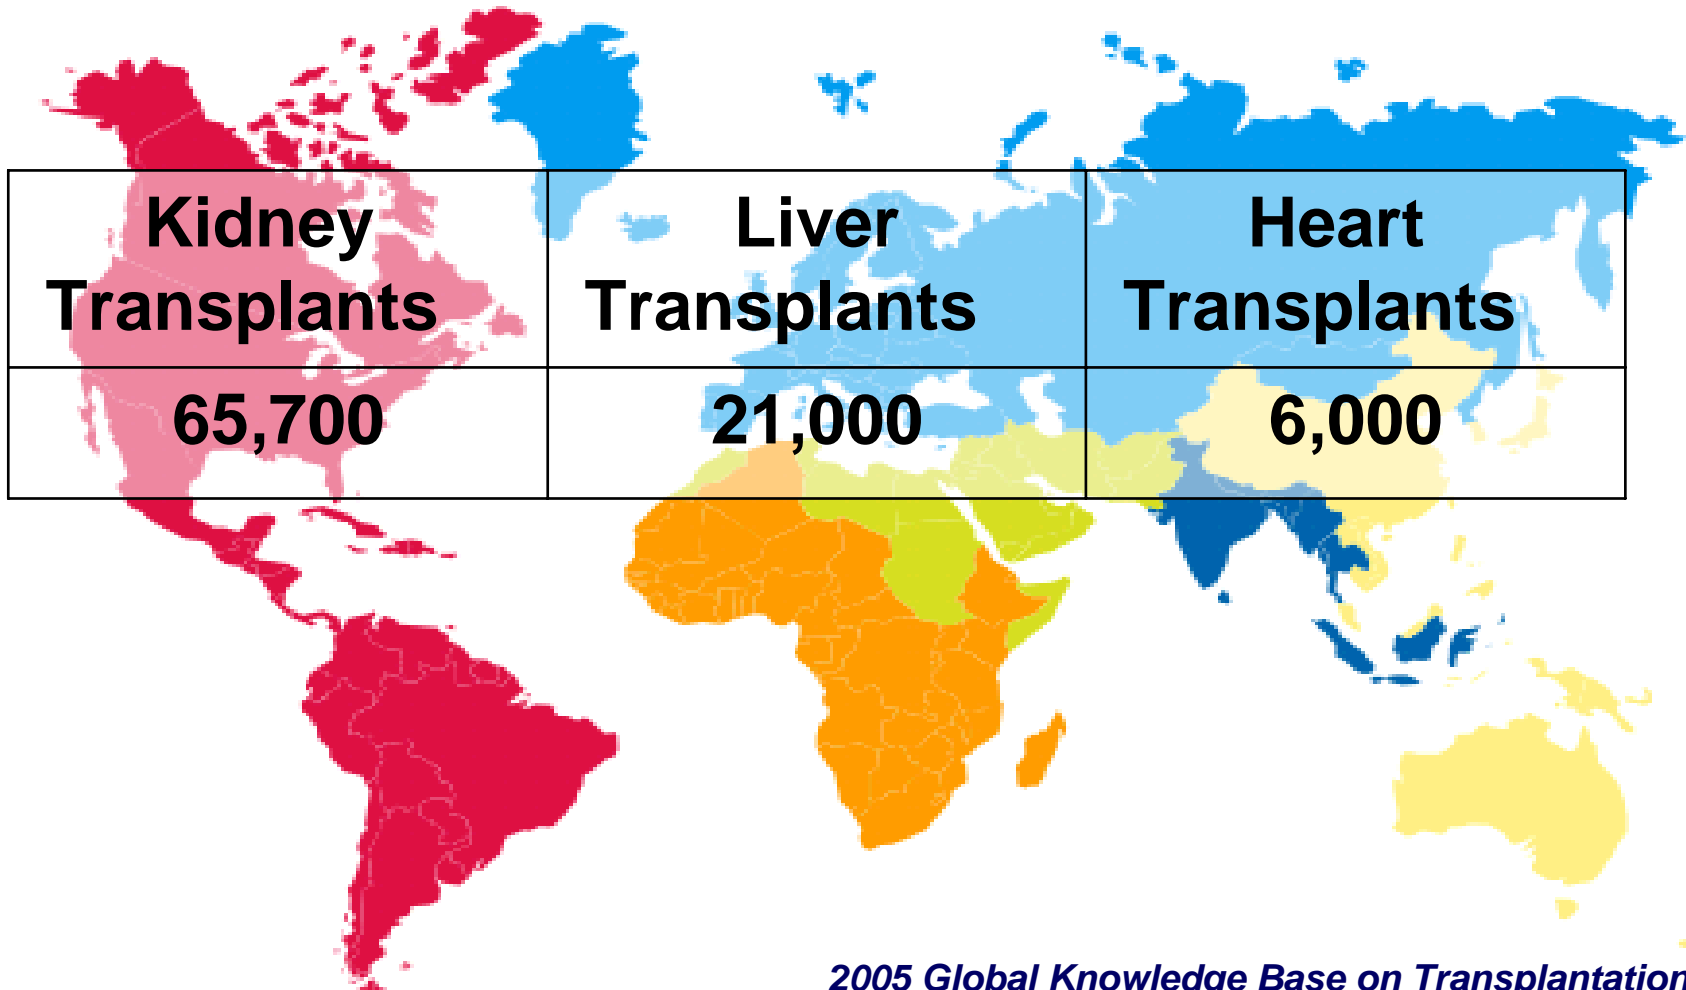 Kidney
Transplants
Liver
Transplants
Heart
Transplants
65,700
21,000
6,000
2005 Global Knowledge Base on Transplantation